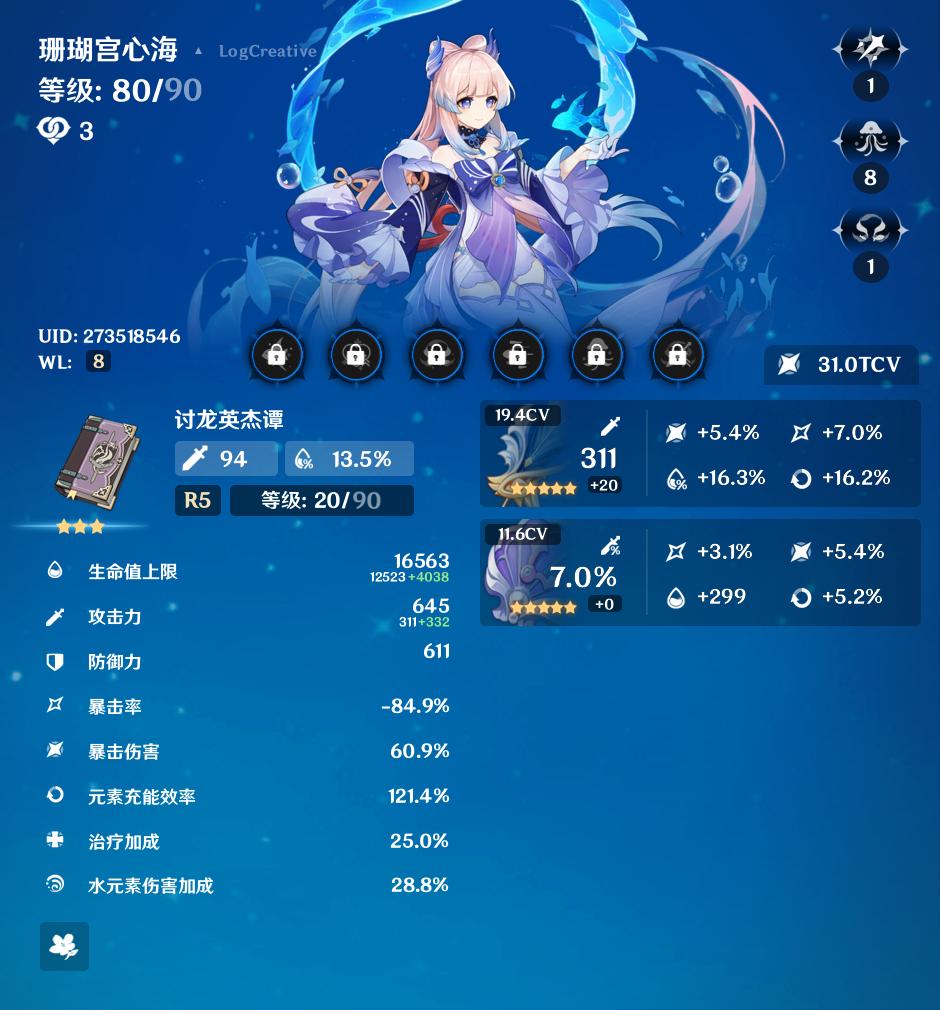 珊瑚宫心海 ▲ LogCreative
等级: 80/90
3
1
8
1
UID: 273518546
WL: 8
31.0TCV
讨龙英杰谭
94 13.5%
R5 等级: 20/90
19.4CV
311
+20
+5.4% +7.0%
+16.3% +16.2%
11.6CV
7.0%
+0
+3.1% +5.4%
+299 +5.2%
生命值上限 16563
12523+4038
攻击力 645
311+332
防御力 611
暴击率 -84.9%
暴击伤害 60.9%
元素充能效率 121.4%
治疗加成 25.0%
水元素伤害加成 28.8%